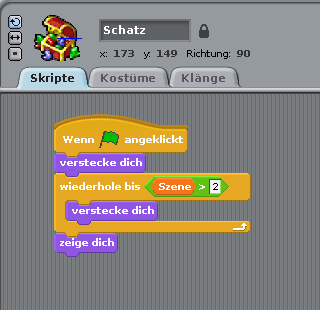 Schatz
x: 173 y: 149 Richtung: 90
Skripte Kostüme Klänge
Wenn angeklickt
verstecke dich
wiederhole bis Szene > 2
verstecke dich
zeige dich